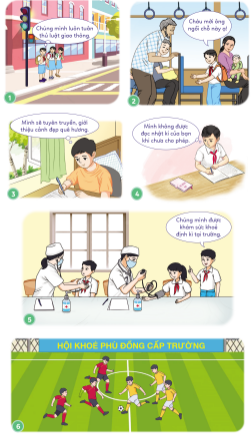 Chúng mình luôn tuân
thủ luật giao thông.
1
Cháu mời ông
ngồi chỗ này ạ!
2
Mình sẽ tuyên truyền, giới
thiệu cảnh đẹp quê hương.
3
Mình không được
đọc nhật kí của bạn
khi chưa cho phép.
4
Chúng mình được
khám sức khoẻ
định kì tại trường.
5
HỘI KHOẺ PHÙ ĐỔNG CẤP TRƯỜNG
6